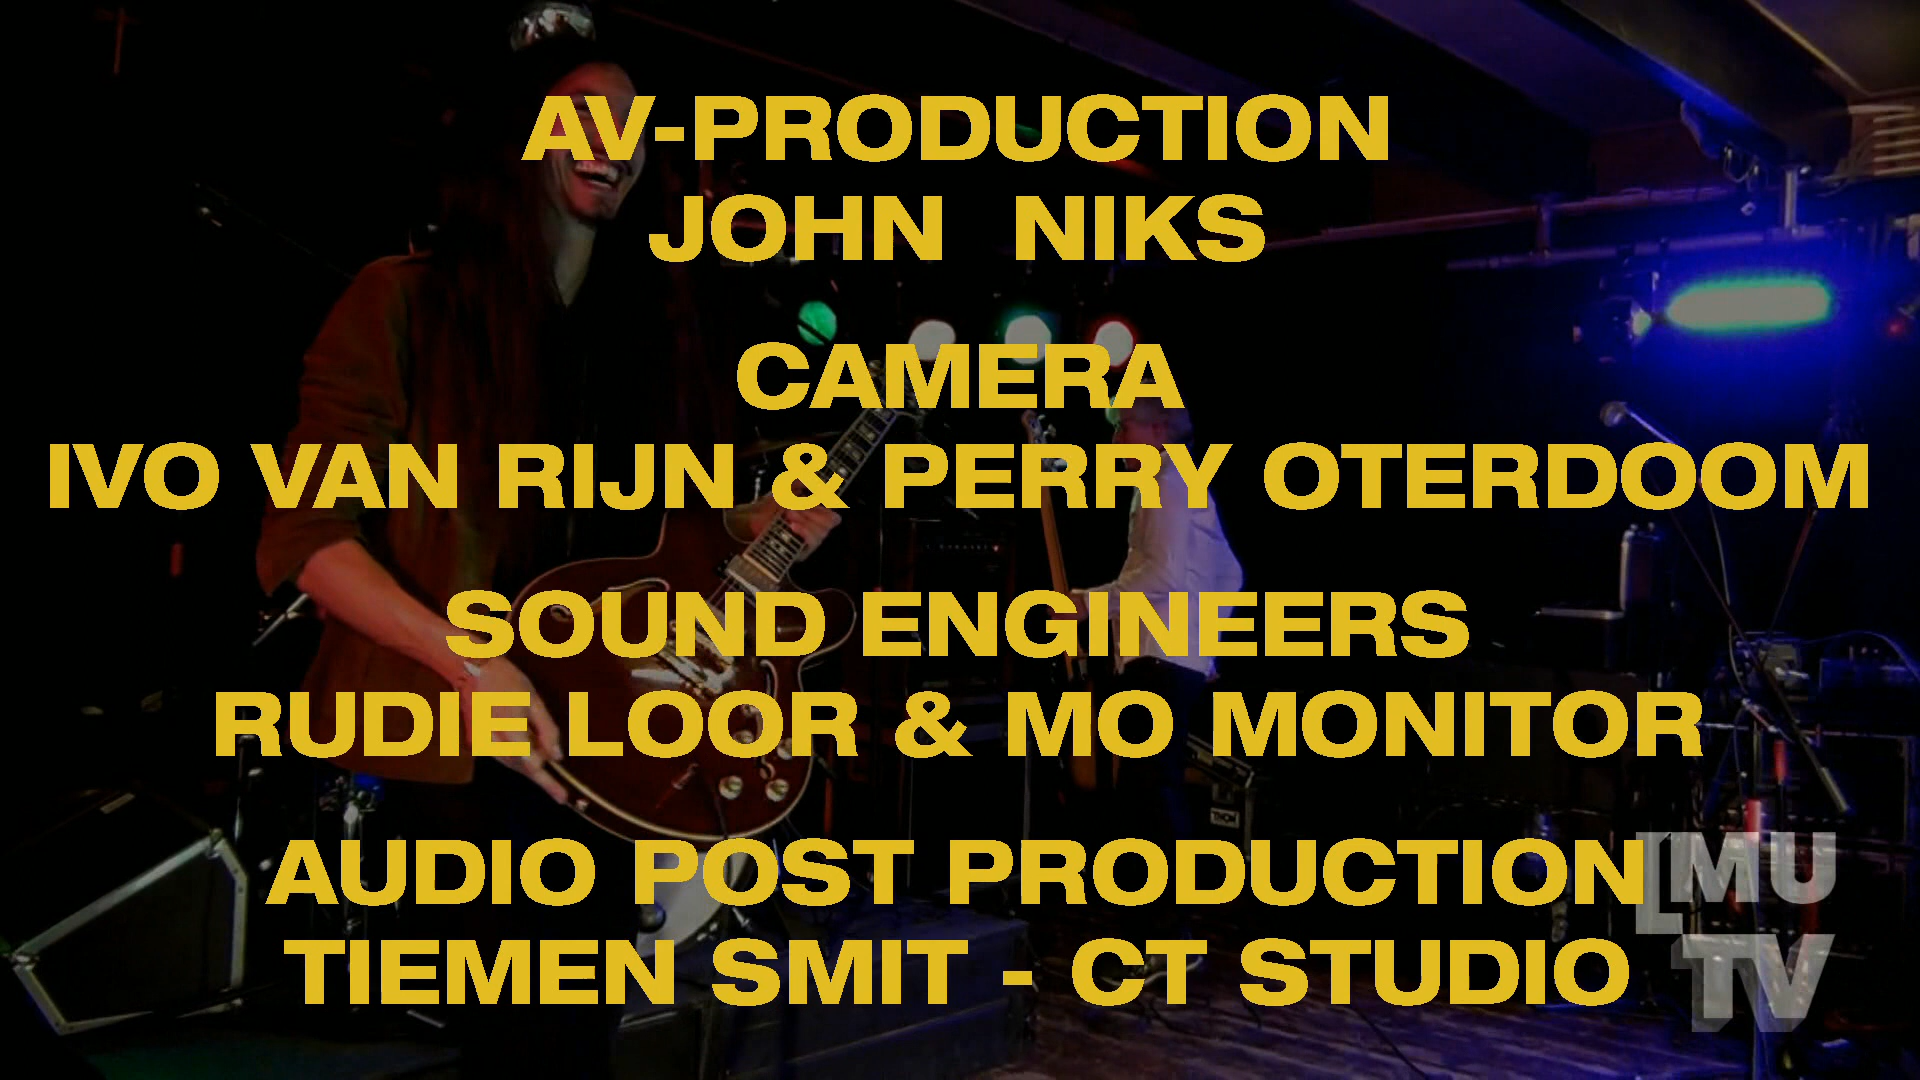 AV-PRODUCTION
JOHN NIKS
CAMERA
IVO VAN RIJN & PERRY OTERDOOM
SOUND ENGINEERS
RUDIE LOOR & MO MONITOR
AUDIO POST PRODUCTION
TIEMEN SMIT - CT STUDIO
LMU
TV